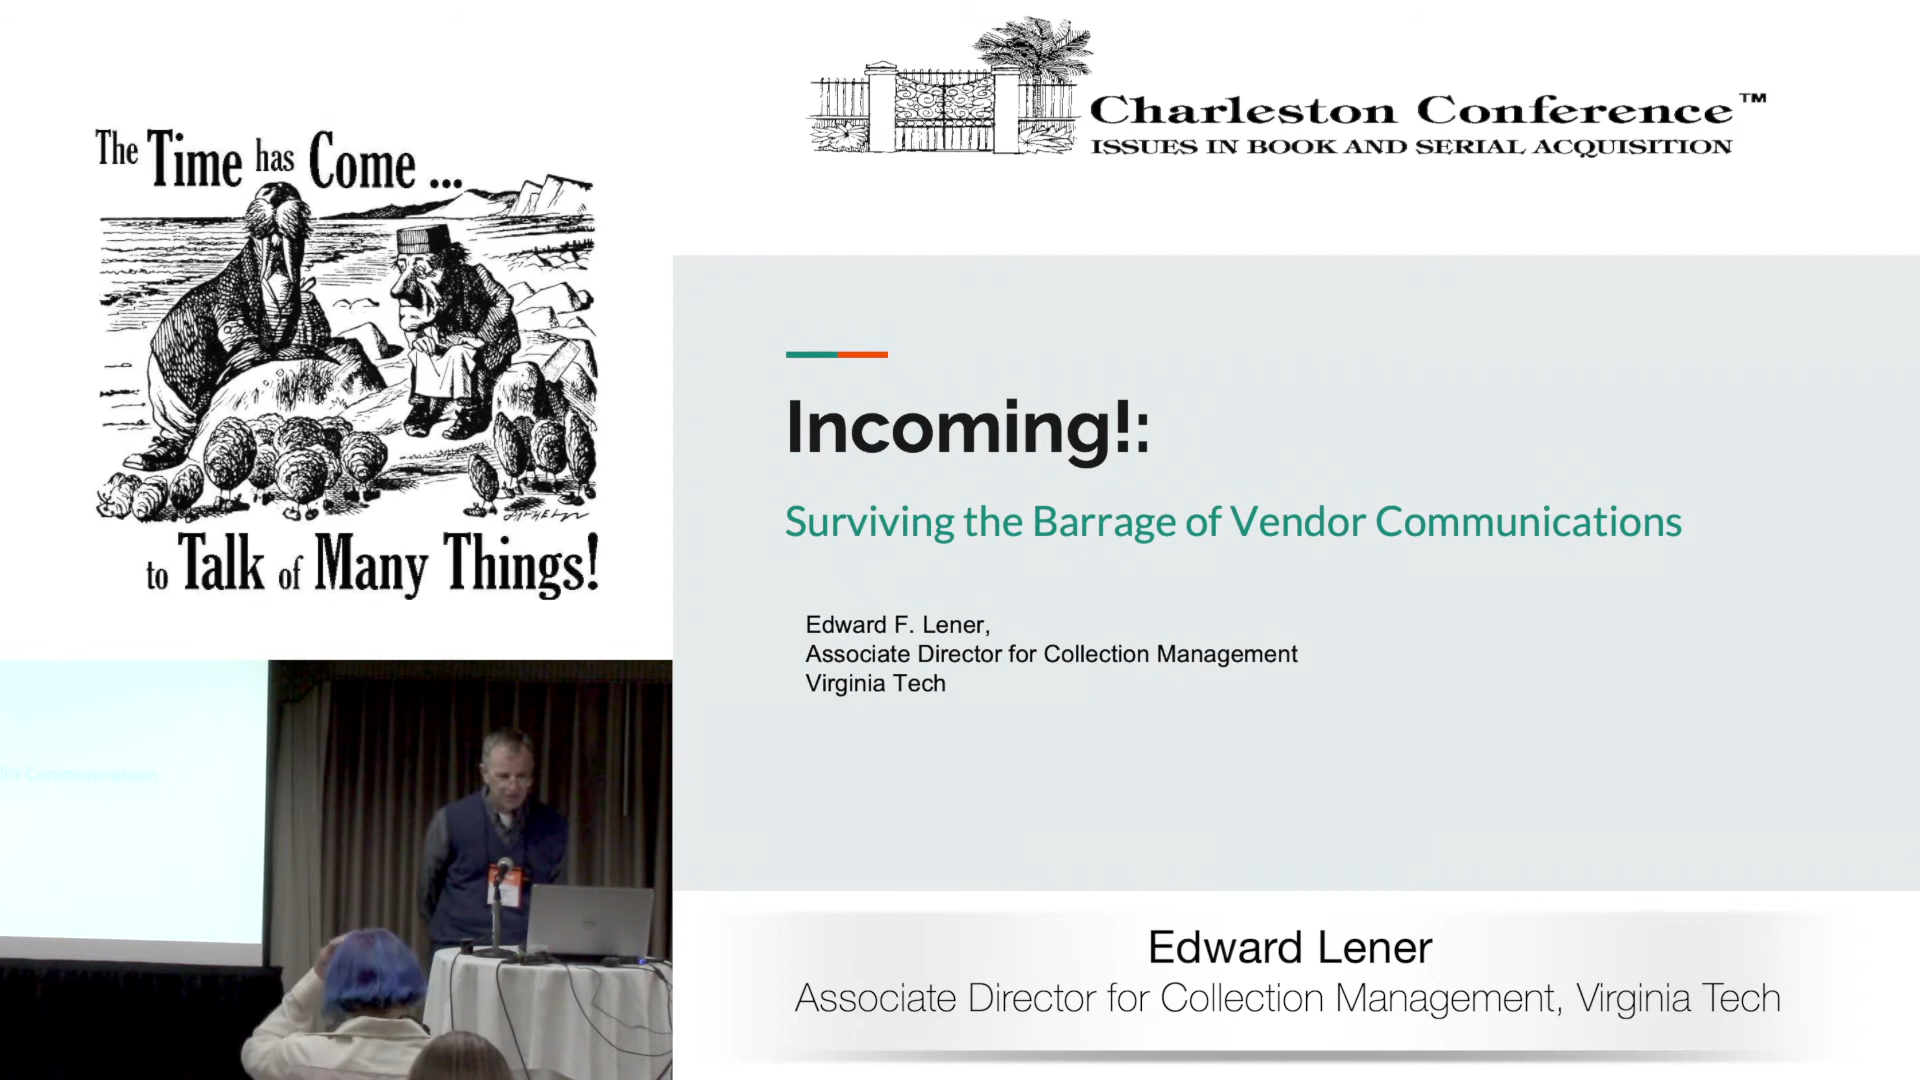 The Time has Come ...
to Talk of Many Things!
Charleston Conference™
ISSUES IN BOOK AND SERIAL ACQUISITION
Incoming!:
Surviving the Barrage of Vendor Communications
Edward F. Lener,
Associate Director for Collection Management
Virginia Tech
dor Communications
Edward Lener
Associate Director for Collection Management, Virginia Tech